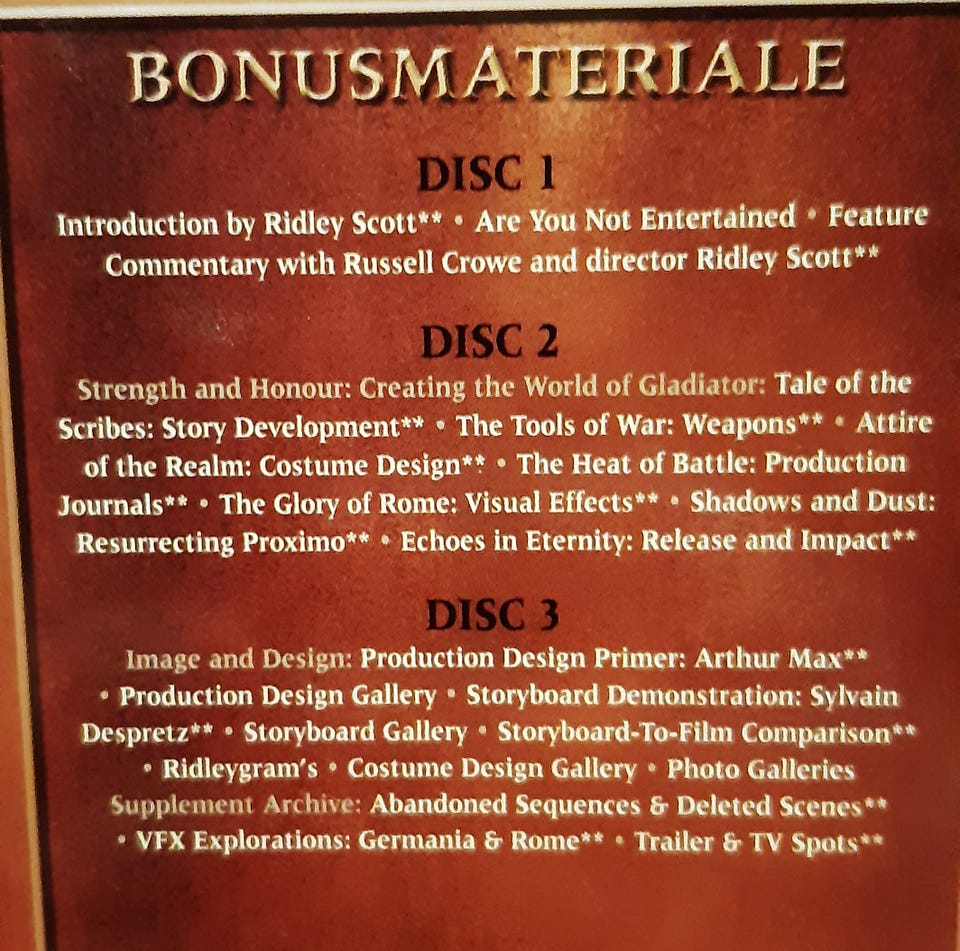 BONUSMATERIALE
DISC 1
Introduction by Ridley Scott** • Are You Not Entertained • Feature
Commentary with Russell Crowe and director Ridley Scott**
DISC 2
Strength and Honour: Creating the World of Gladiator: Tale of the
Scribes: Story Development** • The Tools of War: Weapons** • Attire
of the Realm: Costume Design** • The Heat of Battle: Production
Journals** • The Glory of Rome: Visual Effects** • Shadows and Dust:
Resurrecting Proximo** • Echoes in Eternity: Release and Impact**
DISC 3
Image and Design: Production Design Primer: Arthur Max**
• Production Design Gallery • Storyboard Demonstration: Sylvain
Despretz** • Storyboard Gallery • Storyboard-To-Film Comparison**
• Ridleygram's • Costume Design Gallery • Photo Galleries
Supplement Archive: Abandoned Sequences & Deleted Scenes**
• VFX Explorations: Germania & Rome** • Trailer & TV Spots**